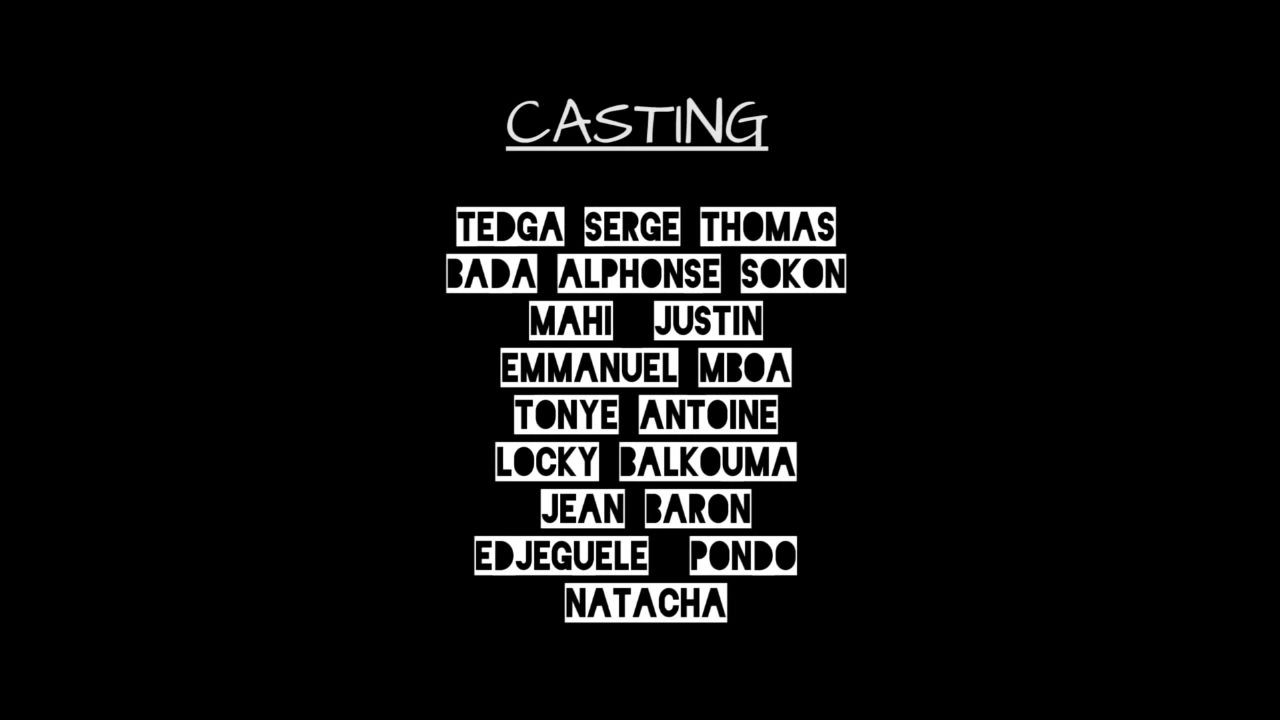 CASTING
TEDGA SERGE THOMAS
BADA ALPHONSE SOKON
MAHI JUSTIN
EMMANUEL MBOA
TONYE ANTOINE
LOCKY BALKOUMA
JEAN BARON
EDJEGUELE PONDO
NATACHA